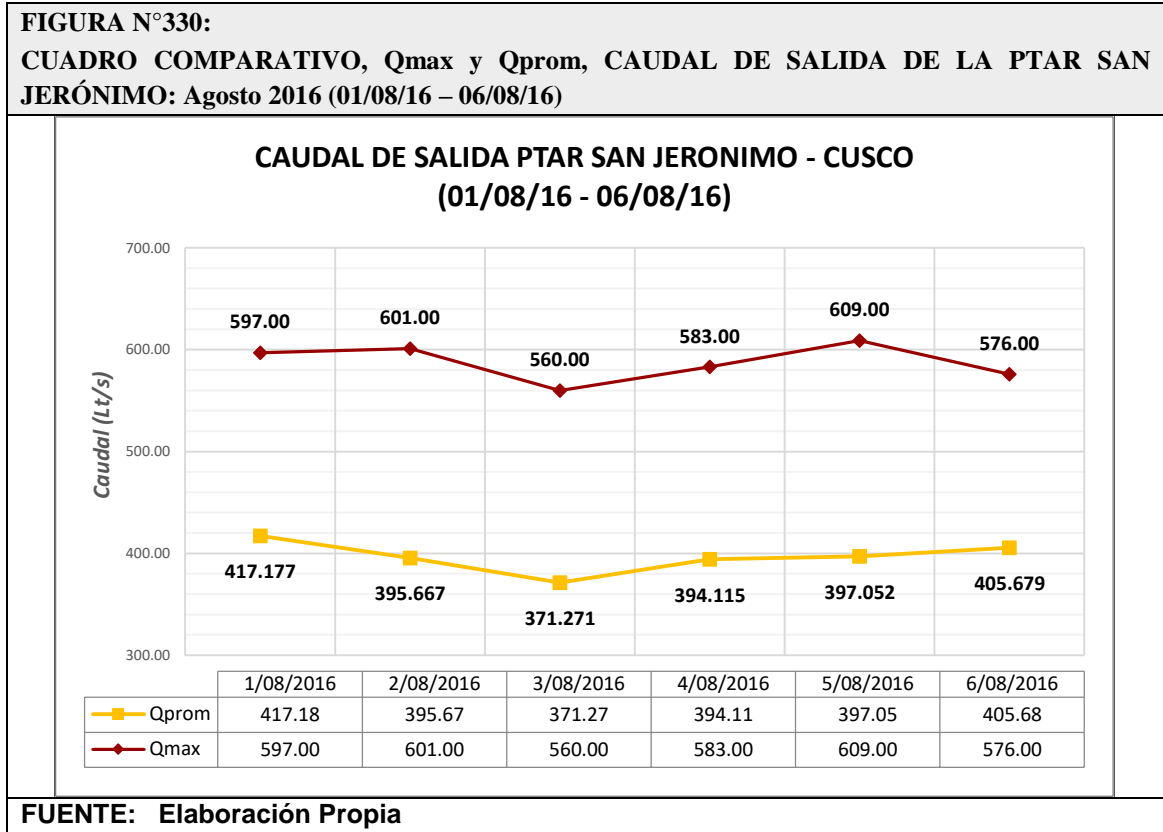 FIGURA N°330:
CUADRO COMPARATIVO, Qmax y Qprom, CAUDAL DE SALIDA DE LA PTAR SAN
JERÓNIMO: Agosto 2016 (01/08/16 – 06/08/16)
CAUDAL DE SALIDA PTAR SAN JERONIMO - CUSCO
(01/08/16 - 06/08/16)
Caudal (Lt/s)
700.00
600.00
500.00
400.00
300.00
597.00 601.00 560.00 583.00 609.00 576.00
417.177 395.667 371.271 394.115 397.052 405.679
1/08/2016 2/08/2016 3/08/2016 4/08/2016 5/08/2016 6/08/2016
Qprom 417.18 395.67 371.27 394.11 397.05 405.68
Qmax 597.00 601.00 560.00 583.00 609.00 576.00
FUENTE: Elaboración Propia